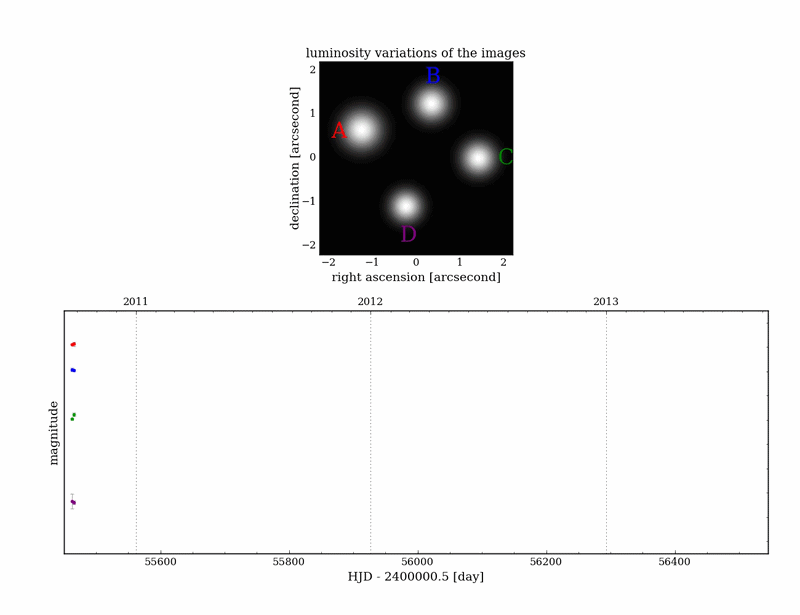 luminosity variations of the images
declination [arcsecond]
2
1
0
−1
−2
A
B
C
D
−2 −1 0 1 2
right ascension [arcsecond]
2011 2012 2013
magnitude
55600 55800 56000 56200 56400
HJD - 2400000.5 [day]